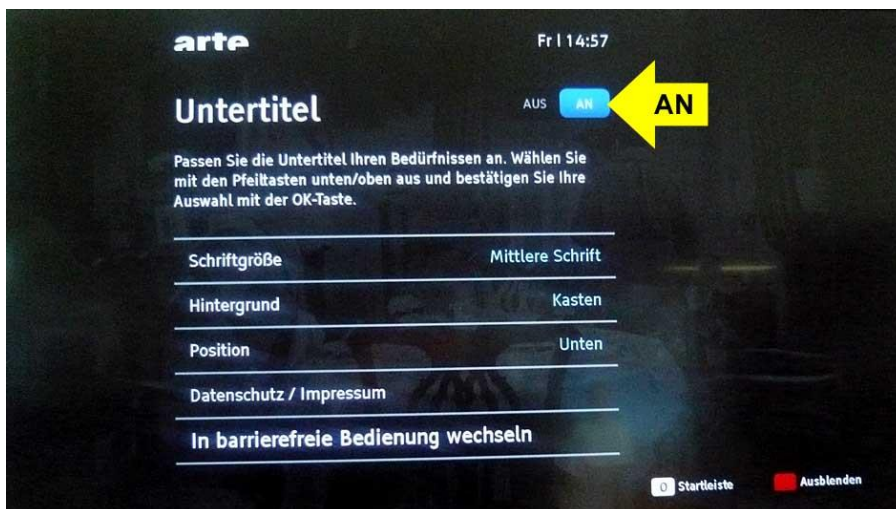 arte
Fr | 14:57
Untertitel
AUS AN
AN
Passen Sie die Untertitel Ihren Bedürfnissen an. Wählen Sie
mit den Pfeiltasten unten/oben aus und bestätigen Sie Ihre
Auswahl mit der OK-Taste.
Schriftgröße Mittlere Schrift
Hintergrund Kasten
Position Unten
Datenschutz / Impressum
In barrierefreie Bedienung wechseln
0 Startleiste Ausblenden